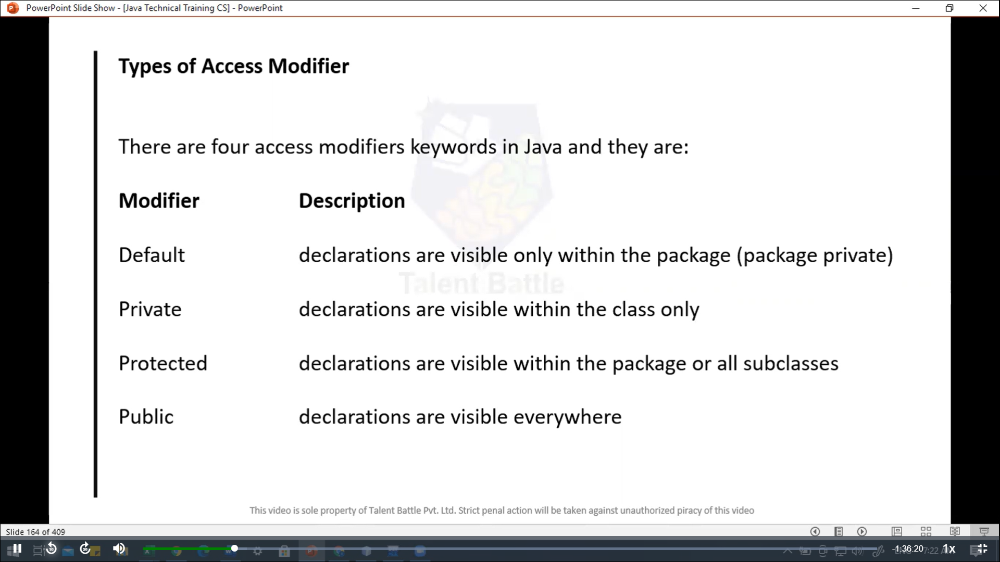 PowerPoint Slide Show - [Java Technical Training CS] - PowerPoint
Types of Access Modifier
There are four access modifiers keywords in Java and they are:
Modifier Description
Default declarations are visible only within the package (package private)
Talent Battle
Private declarations are visible within the class only
Protected declarations are visible within the package or all subclasses
Public declarations are visible everywhere
This video is sole property of Talent Battle Pvt. Ltd. Strict penal action will be taken against unauthorized piracy of this video
Slide 164 of 409
10 30 -1:36:20 1x